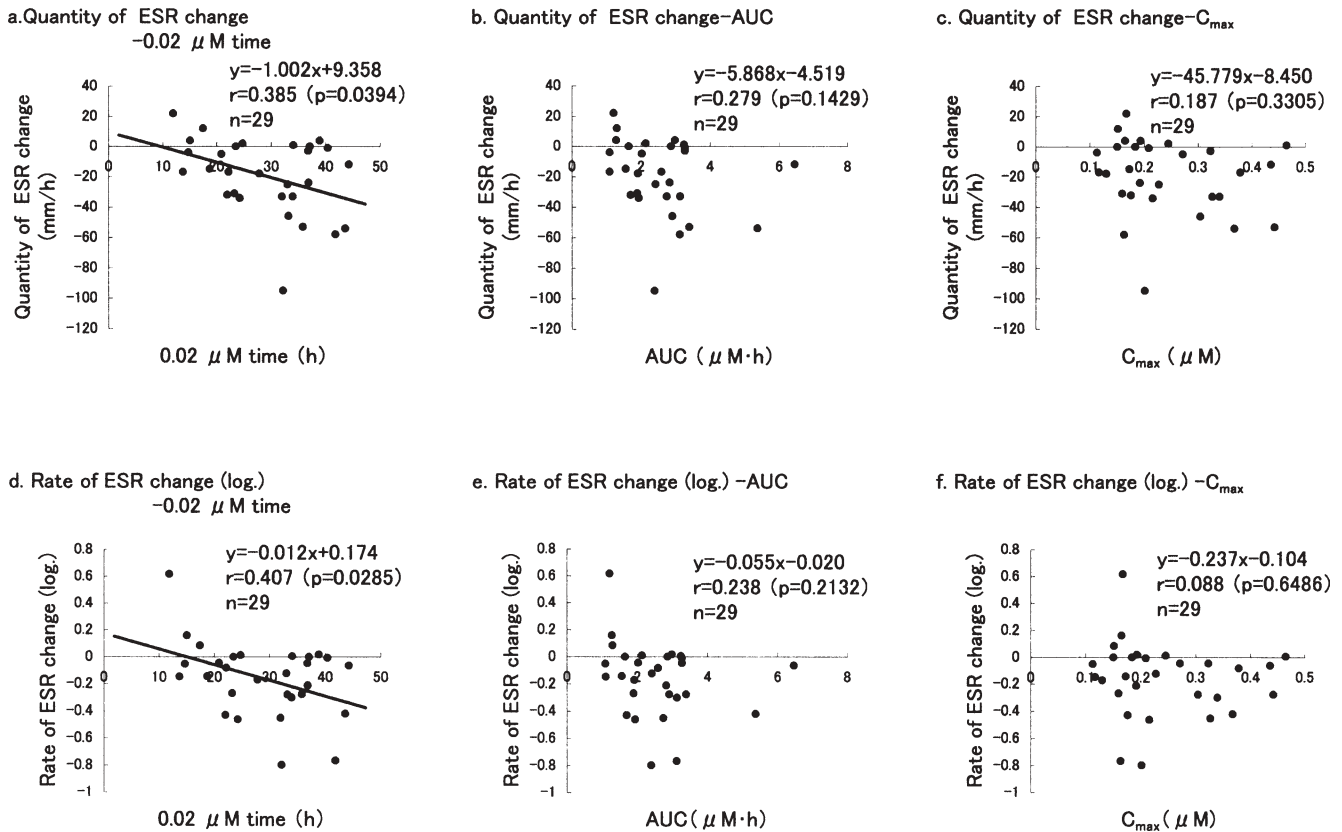 a.Quantity of ESR change
-0.02 μM time
y=-1.002x+9.358
r=0.385 (p=0.0394)
n=29
40
20
0
-20
-40
-60
-80
-100
-120
0
10
20
30
40
50
Quantity of ESR change
(mm/h)
0.02 μM time (h)
b. Quantity of ESR change-AUC
y=-5.868x-4.519
r=0.279 (p=0.1429)
n=29
40
20
0
-20
-40
-60
-80
-100
-120
0
2
4
6
8
Quantity of ESR change
(mm/h)
AUC (μM·h)
c. Quantity of ESR change-Cmax
y=-45.779x-8.450
r=0.187 (p=0.3305)
n=29
40
20
0
-20
-40
-60
-80
-100
-120
0
0.1
0.2
0.3
0.4
0.5
Quantity of ESR change
(mm/h)
Cmax (μM)
d. Rate of ESR change (log.)
-0.02 μM time
y=-0.012x+0.174
r=0.407 (p=0.0285)
n=29
0.8
0.6
0.4
0.2
0
-0.2
-0.4
-0.6
-0.8
-1
0
10
20
30
40
50
Rate of ESR change (log.)
0.02 μM time (h)
e. Rate of ESR change (log.) -AUC
y=-0.055x-0.020
r=0.238 (p=0.2132)
n=29
0.8
0.6
0.4
0.2
0
-0.2
-0.4
-0.6
-0.8
-1
0
2
4
6
8
Rate of ESR change (log.)
AUC(μM·h)
f. Rate of ESR change (log.) -Cmax
y=-0.237x-0.104
r=0.088 (p=0.6486)
n=29
0.8
0.6
0.4
0.2
0
-0.2
-0.4
-0.6
-0.8
-1
0
0.1
0.2
0.3
0.4
0.5
Rate of ESR change (log.)
Cmax(μM)